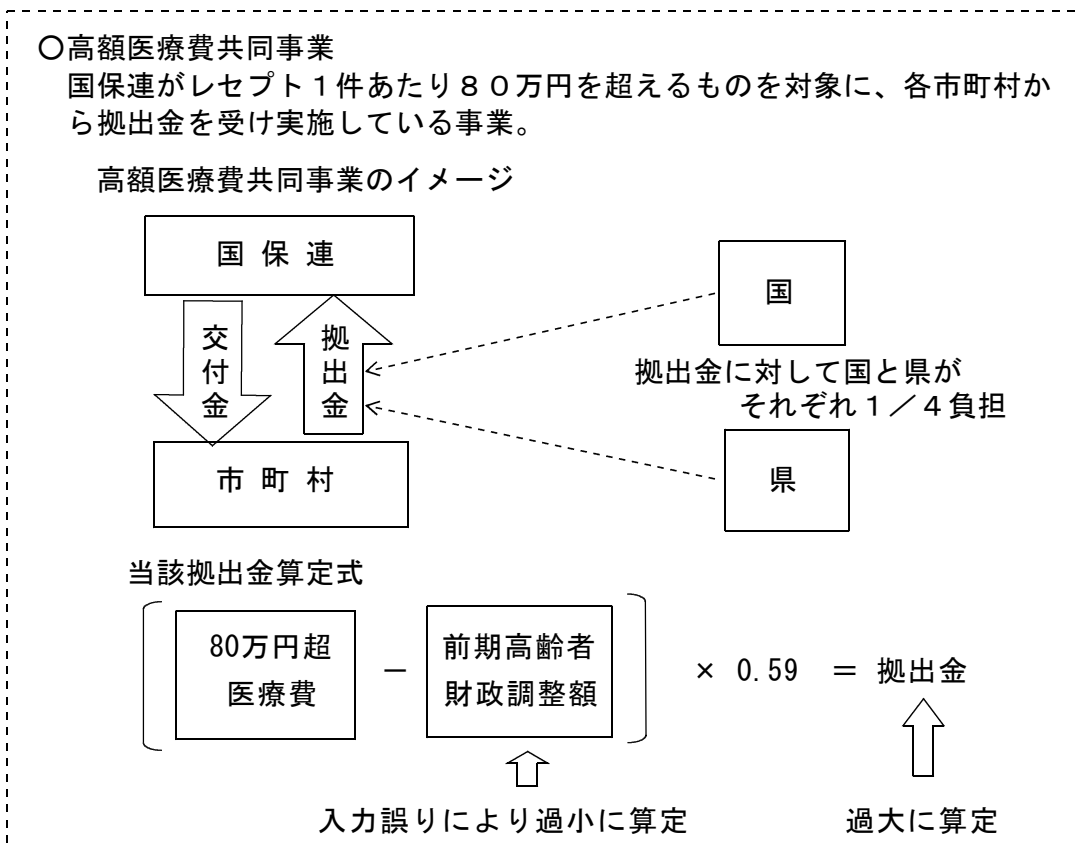 〇高額医療費共同事業
国保連がレセプト１件あたり８０万円を超えるものを対象に、各市町村か
ら拠出金を受け実施している事業。
高額医療費共同事業のイメージ
国 保 連
交付金
拠出金
国
拠出金に対して国と県が
それぞれ１／４負担
市 町 村
県
当該拠出金算定式
80万円超
医療費
－
前期高齢者
財政調整額
× 0.59 ＝ 拠出金
入力誤りにより過小に算定
過大に算定